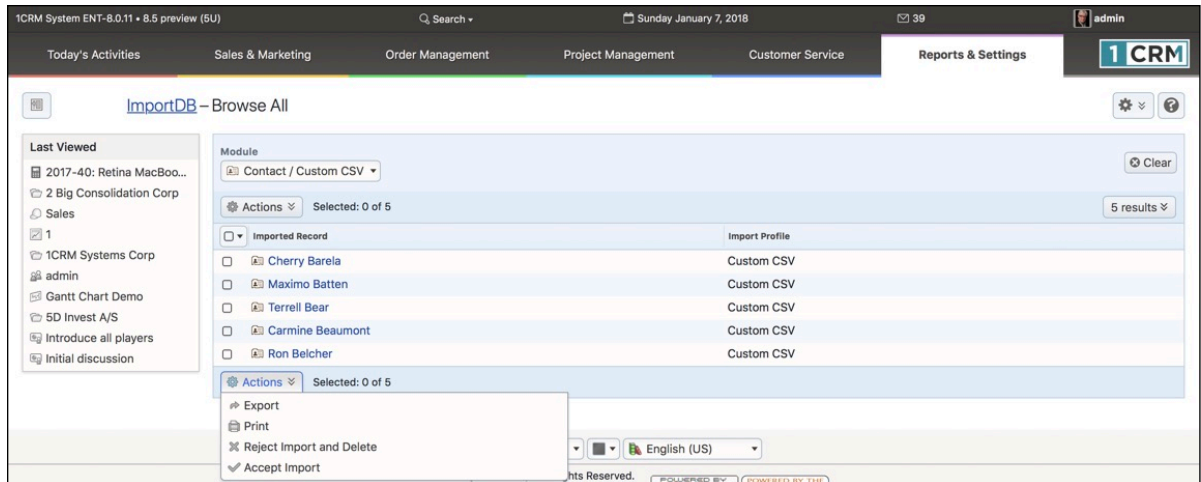 1CRM System ENT-8.0.11 • 8.5 preview (5U) Search Sunday January 7, 2018 39 admin
Today's Activities Sales & Marketing Order Management Project Management Customer Service Reports & Settings 1 CRM
ImportDB – Browse All
Last Viewed
2017-40: Retina MacBoo...
2 Big Consolidation Corp
Sales
1
1CRM Systems Corp
admin
Gantt Chart Demo
5D Invest A/S
Introduce all players
Initial discussion
Module
Contact / Custom CSV
Clear
Actions Selected: 0 of 5 5 results
Imported Record Import Profile
Cherry Barela Custom CSV
Maximo Batten Custom CSV
Terrell Bear Custom CSV
Carmine Beaumont Custom CSV
Ron Belcher Custom CSV
Actions Selected: 0 of 5
Export
Print
Reject Import and Delete
Accept Import
English (US)
hts Reserved. POWERED BY POWERED BY THE